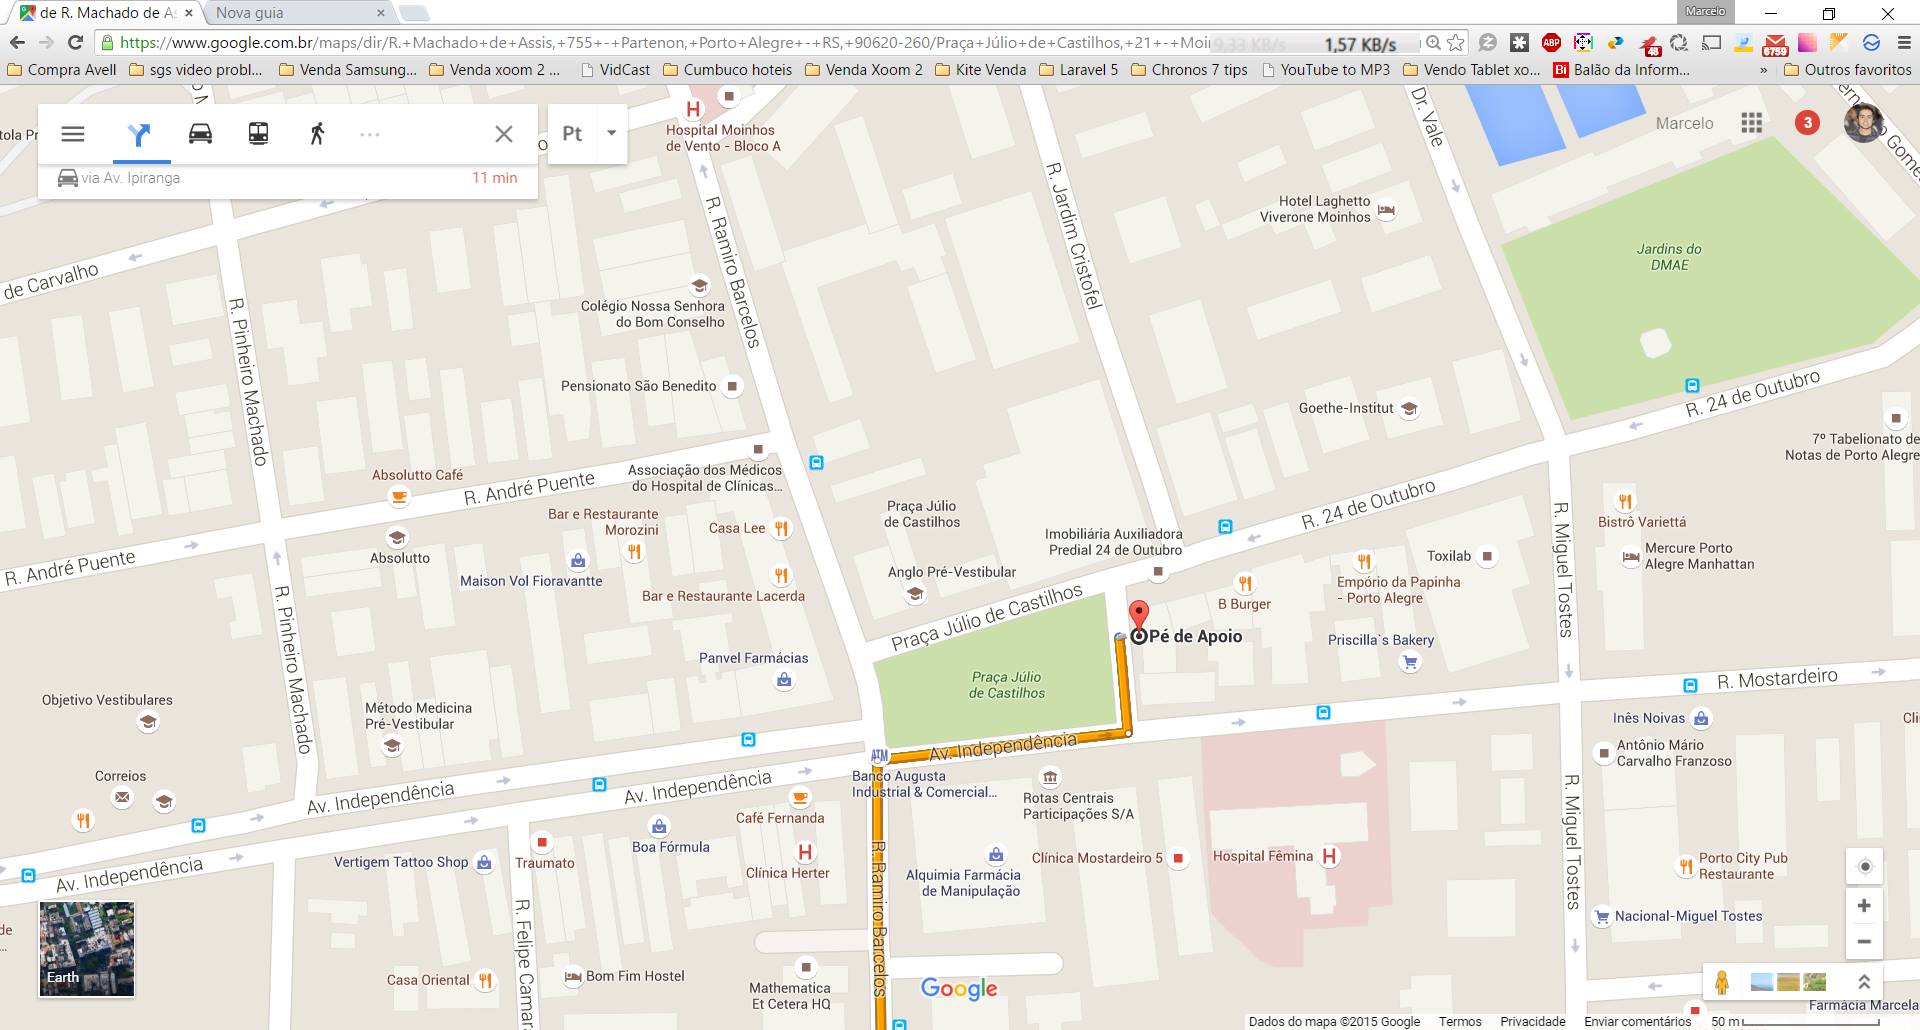 de R. Machado de As
Nova guia
Marcelo
https://www.google.com.br/maps/dir/R.+Machado+de+Assis,+755+-+Partenon,+Porto+Alegre+-+RS,+90620-260/Praça+Júlio+de+Castilhos,+21+-+Moin
9,33 KB/s
1,57 KB/s
ABP
48
6759
Compra Avell
sgs video probl...
Venda Samsung...
Venda xoom 2 ...
VidCast
Cumbuco hoteis
Venda Xoom 2
Kite Venda
Laravel 5
Chronos 7 tips
YouTube to MP3
Vendo Tablet xo...
Bi
Balão da Inform...
»
Outros favoritos
Pt
via Av. Ipiranga
11 min
Marcelo
3
H
Hospital Moinhos
de Vento - Bloco A
Dr. Vale
R. Jardim Cristofel
Hotel Laghetto
Viverone Moinhos
Jardins do
DMAE
de Carvalho
R. Ramiro Barcelos
Colégio Nossa Senhora
do Bom Conselho
R. Pinheiro Machado
Pensionato São Benedito
Goethe-Institut
R. 24 de Outubro
7º Tabelionato de
Notas de Porto Alegre
Absolutto Café
R. André Puente
Associação dos Médicos
do Hospital de Clínicas...
Bar e Restaurante
Morozini
Casa Lee
Praça Júlio
de Castilhos
R. 24 de Outubro
Imobiliária Auxiliadora
Predial 24 de Outubro
Bistrô Variettá
R. Miguel Tostes
Mercure Porto
Alegre Manhattan
Toxilab
Absolutto
R. André Puente
Maison Vol Fioravantte
Bar e Restaurante Lacerda
Anglo Pré-Vestibular
Praça Júlio de Castilhos
B Burger
Empório da Papinha
- Porto Alegre
Pé de Apoio
Priscilla`s Bakery
R. Pinheiro Machado
Panvel Farmácias
Praça Júlio
de Castilhos
R. Mostardeiro
Objetivo Vestibulares
Método Medicina
Pré-Vestibular
Inês Noivas
Antônio Mário
Carvalho Franzoso
Correios
Av. Independência
Av. Independência
Av. Independência
ATM
Banco Augusta
Industrial & Comercial...
Rotas Centrais
Participações S/A
R. Miguel Tostes
Café Fernanda
Boa Fórmula
Traumato
Vertigem Tattoo Shop
Av. Independência
H
Clínica Herter
R. Ramiro Barcelos
Alquimia Farmácia
de Manipulação
Clínica Mostardeiro 5
Hospital Fêmina
H
Porto City Pub
Restaurante
Nacional-Miguel Tostes
R. Felipe Camara
Earth
Casa Oriental
Bom Fim Hostel
Mathematica
Et Cetera HQ
Google
Farmácia Marcela
Dados do mapa ©2015 Google
Termos
Privacidade
Enviar comentários
50 m